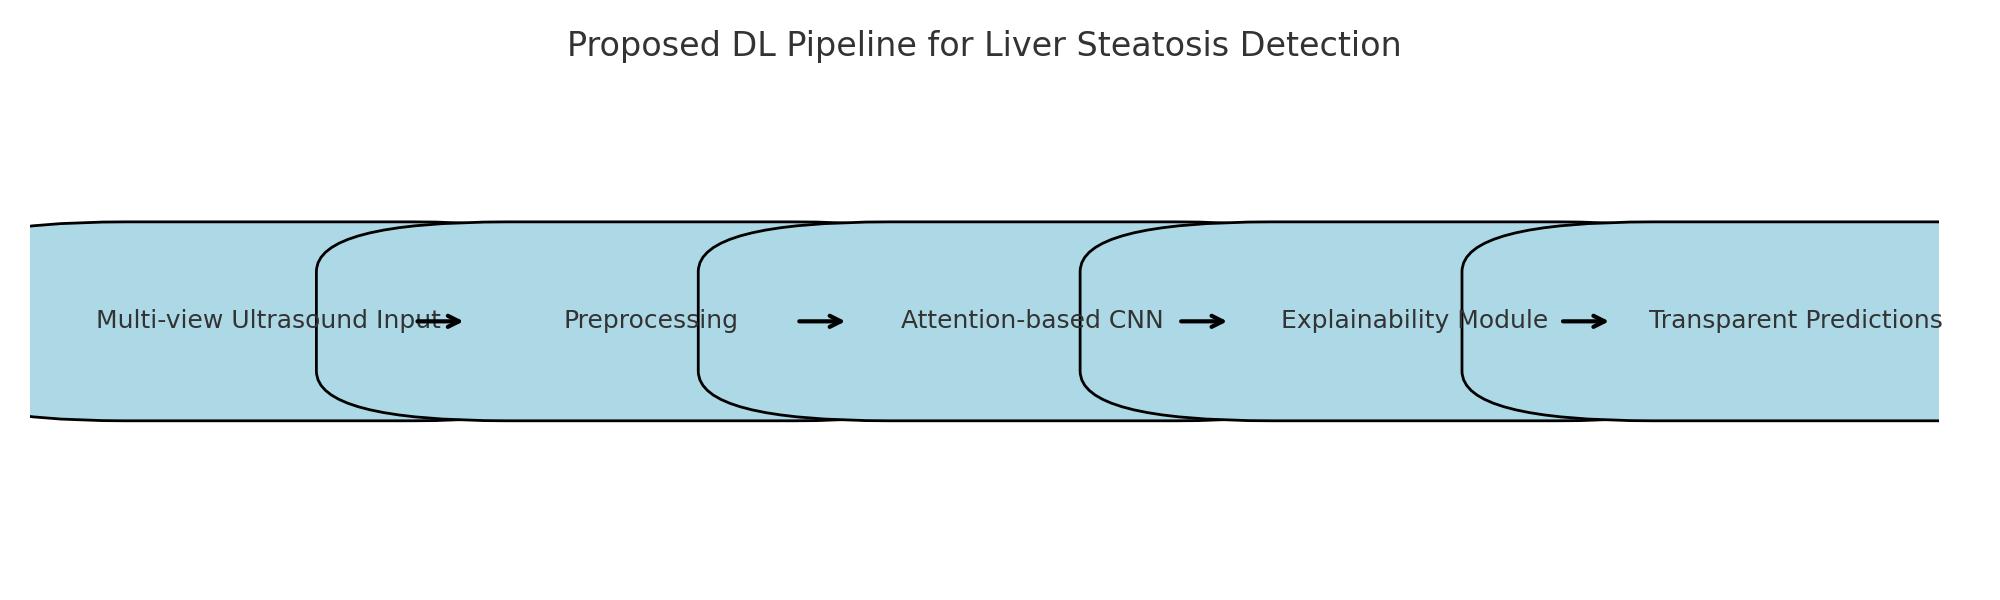 Proposed DL Pipeline for Liver Steatosis Detection
Multi-view Ultrasound Input
Preprocessing
Attention-based CNN
Explainability Module
Transparent Predictions